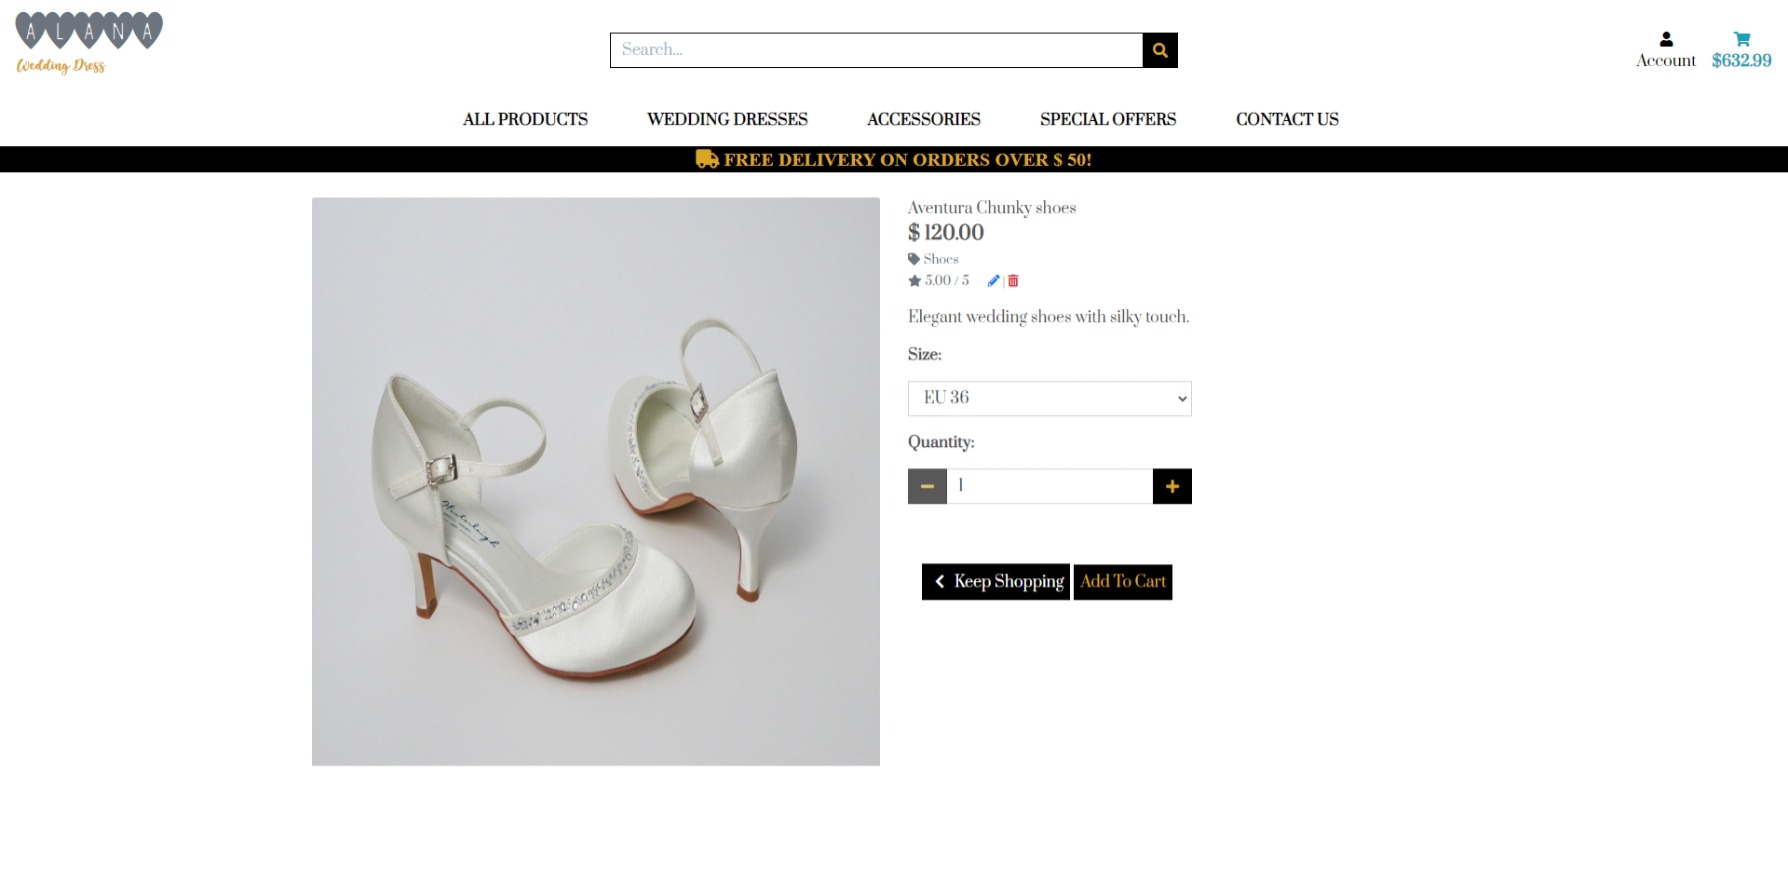 ALANA
Wedding Dress
Search...
Account
$632.99
ALL PRODUCTS
WEDDING DRESSES
ACCESSORIES
SPECIAL OFFERS
CONTACT US
FREE DELIVERY ON ORDERS OVER $ 50!
Aventura Chunky shoes
$ 120.00
Shoes
5.00 / 5
|
Elegant wedding shoes with silky touch.
Size:
EU 36
Quantity:
1
Keep Shopping
Add To Cart